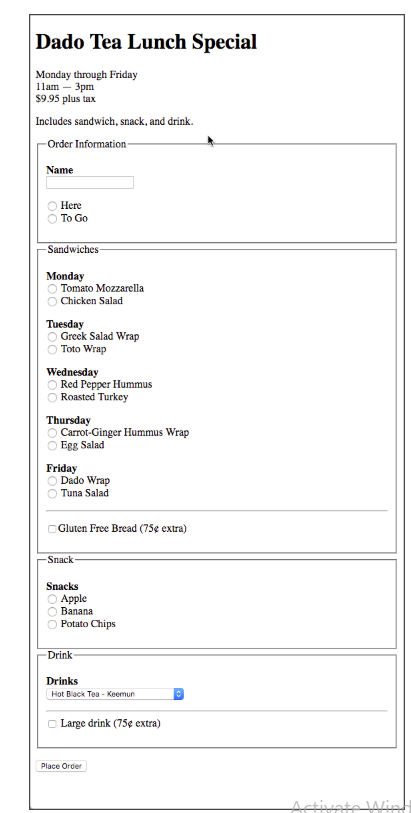 Dado Tea Lunch Special
Monday through Friday
11am — 3pm
$9.95 plus tax
Includes sandwich, snack, and drink.
Order Information
Name
Here
To Go
Sandwiches
Monday
Tomato Mozzarella
Chicken Salad
Tuesday
Greek Salad Wrap
Toto Wrap
Wednesday
Red Pepper Hummus
Roasted Turkey
Thursday
Carrot-Ginger Hummus Wrap
Egg Salad
Friday
Dado Wrap
Tuna Salad
Gluten Free Bread (75¢ extra)
Snack
Snacks
Apple
Banana
Potato Chips
Drink
Drinks
Hot Black Tea - Keemun
Large drink (75¢ extra)
Place Order
Activate Wind